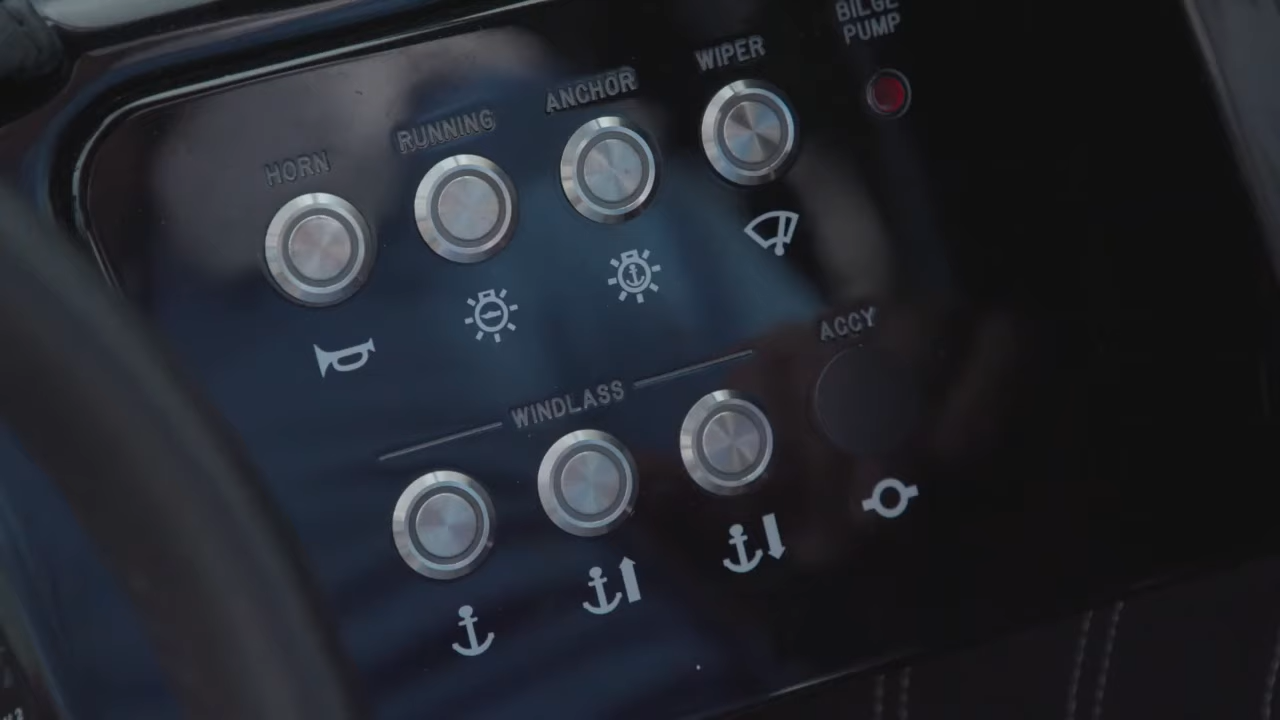 HORN
RUNNING
ANCHOR
WIPER
BILGE
PUMP
WINDLASS
ACCY